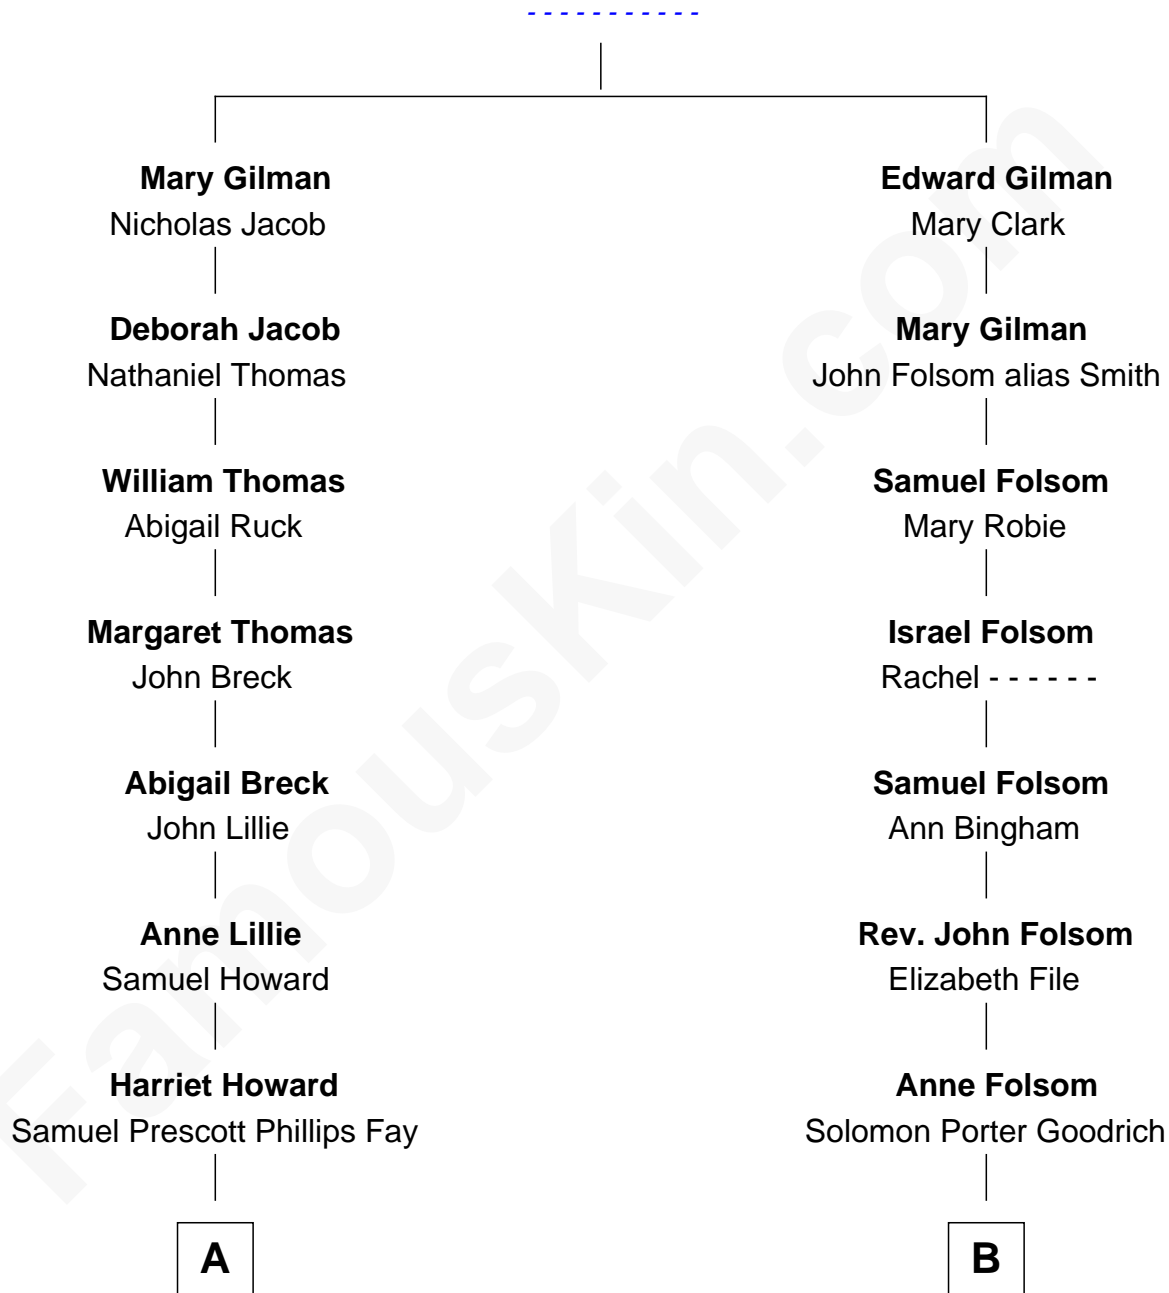 - - - - - - - - - - -
Mary Gilman
Nicholas Jacob
Edward Gilman
Mary Clark
Deborah Jacob
Nathaniel Thomas
Mary Gilman
John Folsom alias Smith
William Thomas
Abigail Ruck
Samuel Folsom
Mary Robie
Margaret Thomas
John Breck
Israel Folsom
Rachel - - - - - -
Abigail Breck
John Lillie
Samuel Folsom
Ann Bingham
Anne Lillie
Samuel Howard
Rev. John Folsom
Elizabeth File
Harriet Howard
Samuel Prescott Phillips Fay
Anne Folsom
Solomon Porter Goodrich
A
B
FamousKin.com